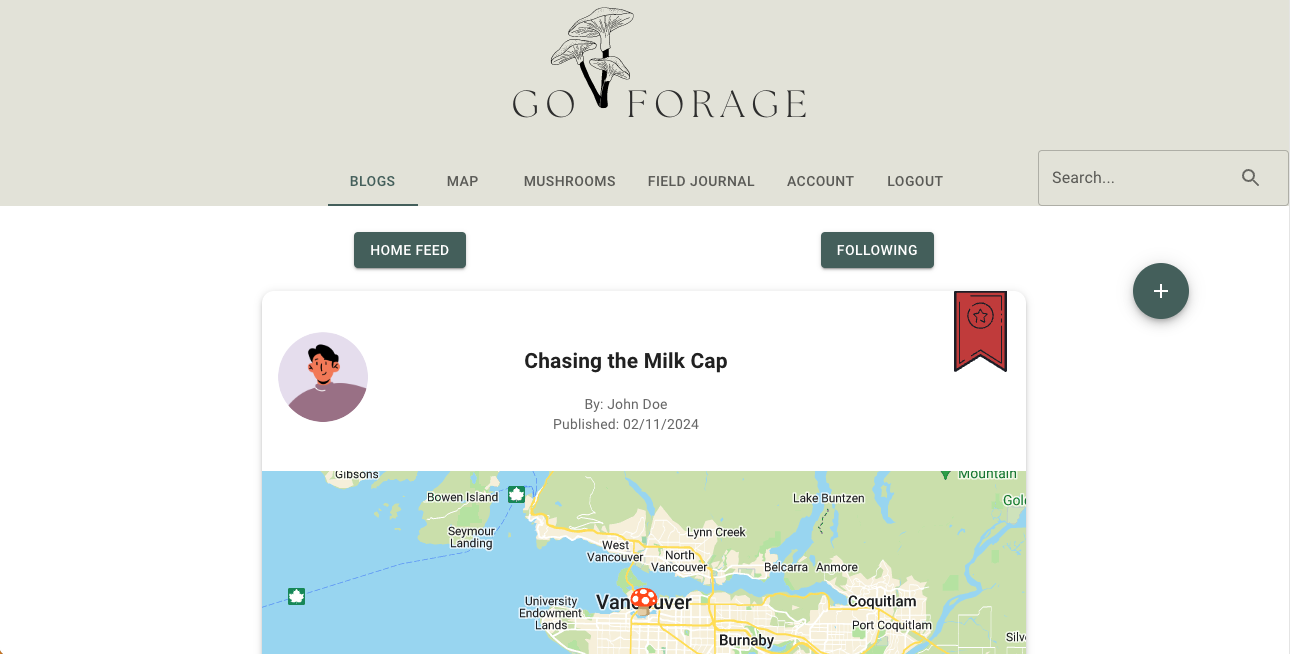 GO FORAGE
BLOGS MAP MUSHROOMS FIELD JOURNAL ACCOUNT LOGOUT
Search...
HOME FEED FOLLOWING
+
Chasing the Milk Cap
By: John Doe
Published: 02/11/2024
Gibsons
Mountain
Bowen Island
Lake Buntzen
Seymour
Landing
Lynn Creek
West
Vancouver
North
Vancouver
Belcarra
Anmore
University
Endowment
Lands
Vancouver
Coquitlam
Port Coquitlam
Burnaby